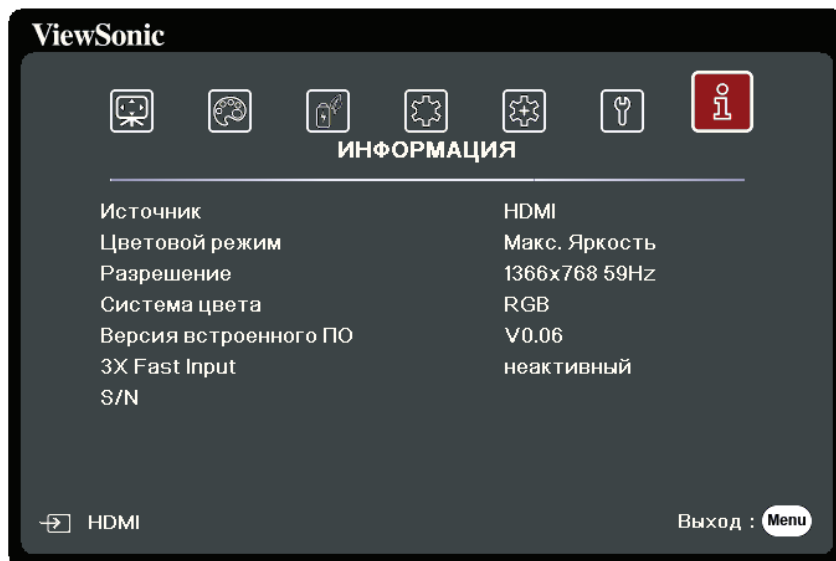 ViewSonic
ИНФОРМАЦИЯ
Источник HDMI
Цветовой режим Макс. Яркость
Разрешение 1366x768 59Hz
Система цвета RGB
Версия встроенного ПО V0.06
3X Fast Input неактивный
S/N
HDMI Выход : Menu